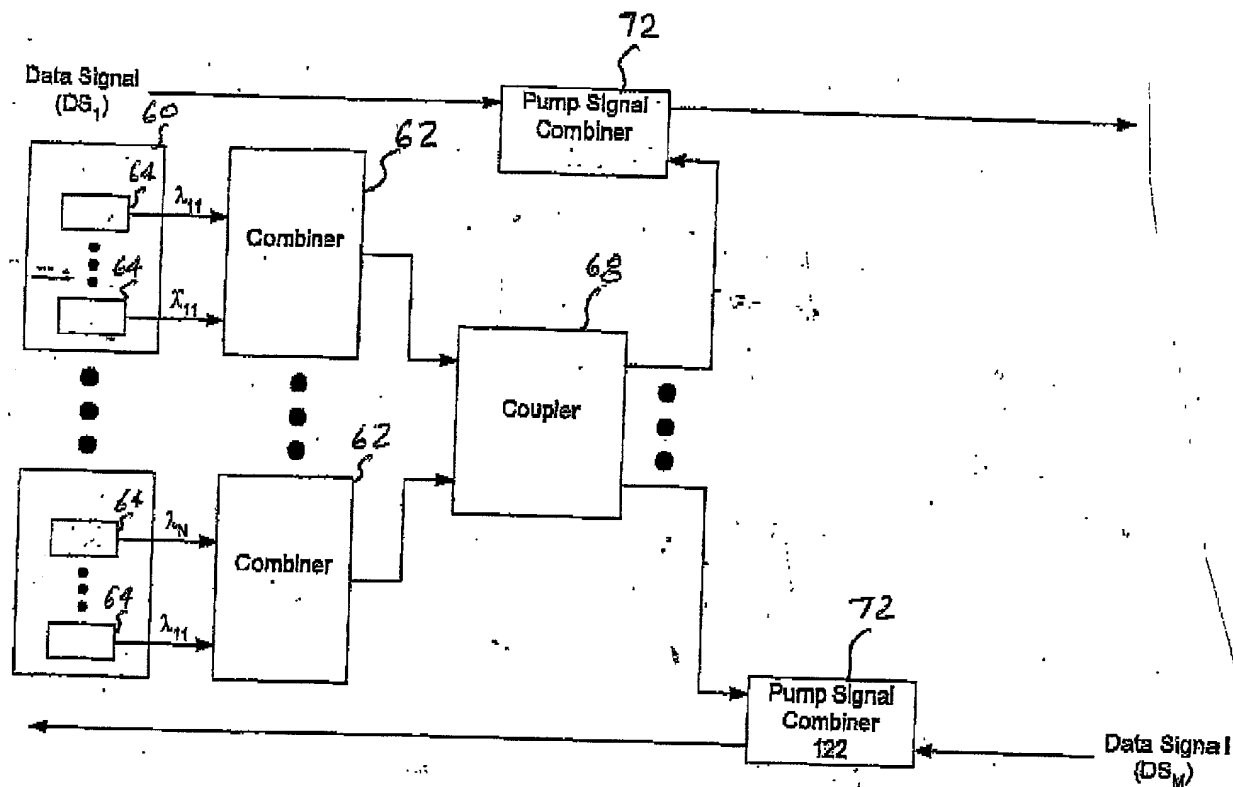 72
Data Signal
(DS1)
60
Pump Signal
Combiner
62
64
λ11
Combiner
64
λ11
68
Coupler
62
64
λN
Combiner
64
λ11
72
Pump Signal
Combiner
122
Data Signal
(DSM)